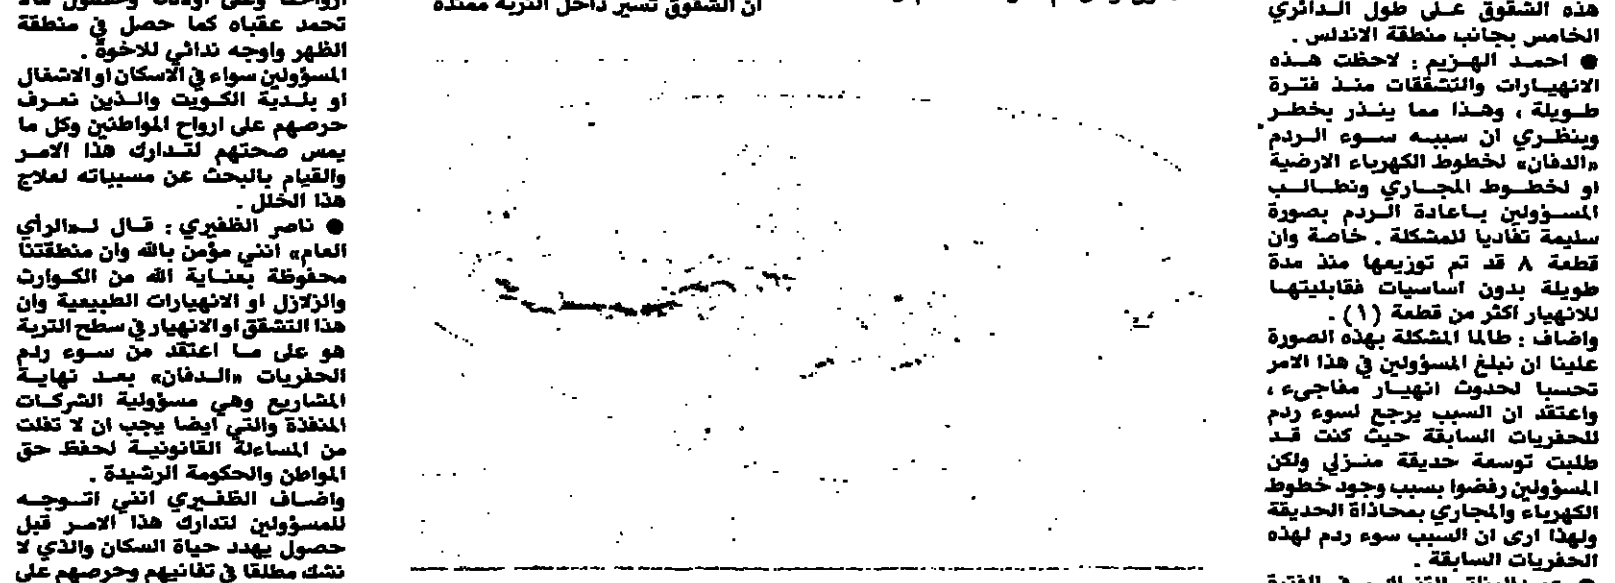 هذه الشقوق على طول الدائري
الخامس بجانب منطقة الاندلس .
● احمد الهزيم : لاحظت هذه
الانهيارات والتشققات منذ فترة
طويلة ، وهذا مما ينذر بخطر
وبنظري ان سببه سوء الردم
«الدفان» لخطوط الكهرباء الارضية
او لخطوط المجاري ونطالب
المسؤولين باعادة الردم بصورة
سليمة تفاديا للمشكلة . خاصة وان
قطعة ٨ قد تم توزيعها منذ مدة
طويلة بدون اساسيات فقابليتها
للانهيار اكثر من قطعة (١) .
واضاف : طالما المشكلة بهذه الصورة
علينا ان نبلغ المسؤولين في هذا الامر
تحسبا لحدوث انهيار مفاجىء ،
واعتقد ان السبب يرجع لسوء ردم
للحفريات السابقة حيث كنت قد
طلبت توسعة حديقة منزلي ولكن
المسؤولين رفضوا بسبب وجود خطوط
الكهرباء والمجاري بمحاذاة الحديقة
ولهذا ارى ان السبب سوء ردم لهذه
الحفريات السابقة .
ان الشقوق تسير داخل التربة ممتدة
تحمد عقباه كما حصل في منطقة
الظهر واوجه ندائي للاخوة .
المسؤولين سواء في الاسكان او الاشغال
او بلدية الكويت والذين نعرف
حرصهم على ارواح المواطنين وكل ما
يمس صحتهم لتدارك هذا الامر
والقيام بالبحث عن مسبباته لعلاج
هذا الخلل .
● ناصر الظفيري : قال لـ«الرأي
العام» انني مؤمن بالله وان منطقتنا
محفوظة بعناية الله من الكوارث
والزلازل او الانهيارات الطبيعية وان
هذا التشقق او الانهيار في سطح التربة
هو على ما اعتقد من سوء ردم
الحفريات «الدفان» بعد نهاية
المشاريع وهي مسؤولية الشركات
المنفذة والتي ايضا يجب ان لا تفلت
من المساءلة القانونية لحفظ حق
المواطن والحكومة الرشيدة .
واضاف الظفيري انني اتوجه
للمسؤولين لتدارك هذا الامر قبل
حصول يهدد حياة السكان والذي لا
نشك مطلقا في تفانيهم وحرصهم على